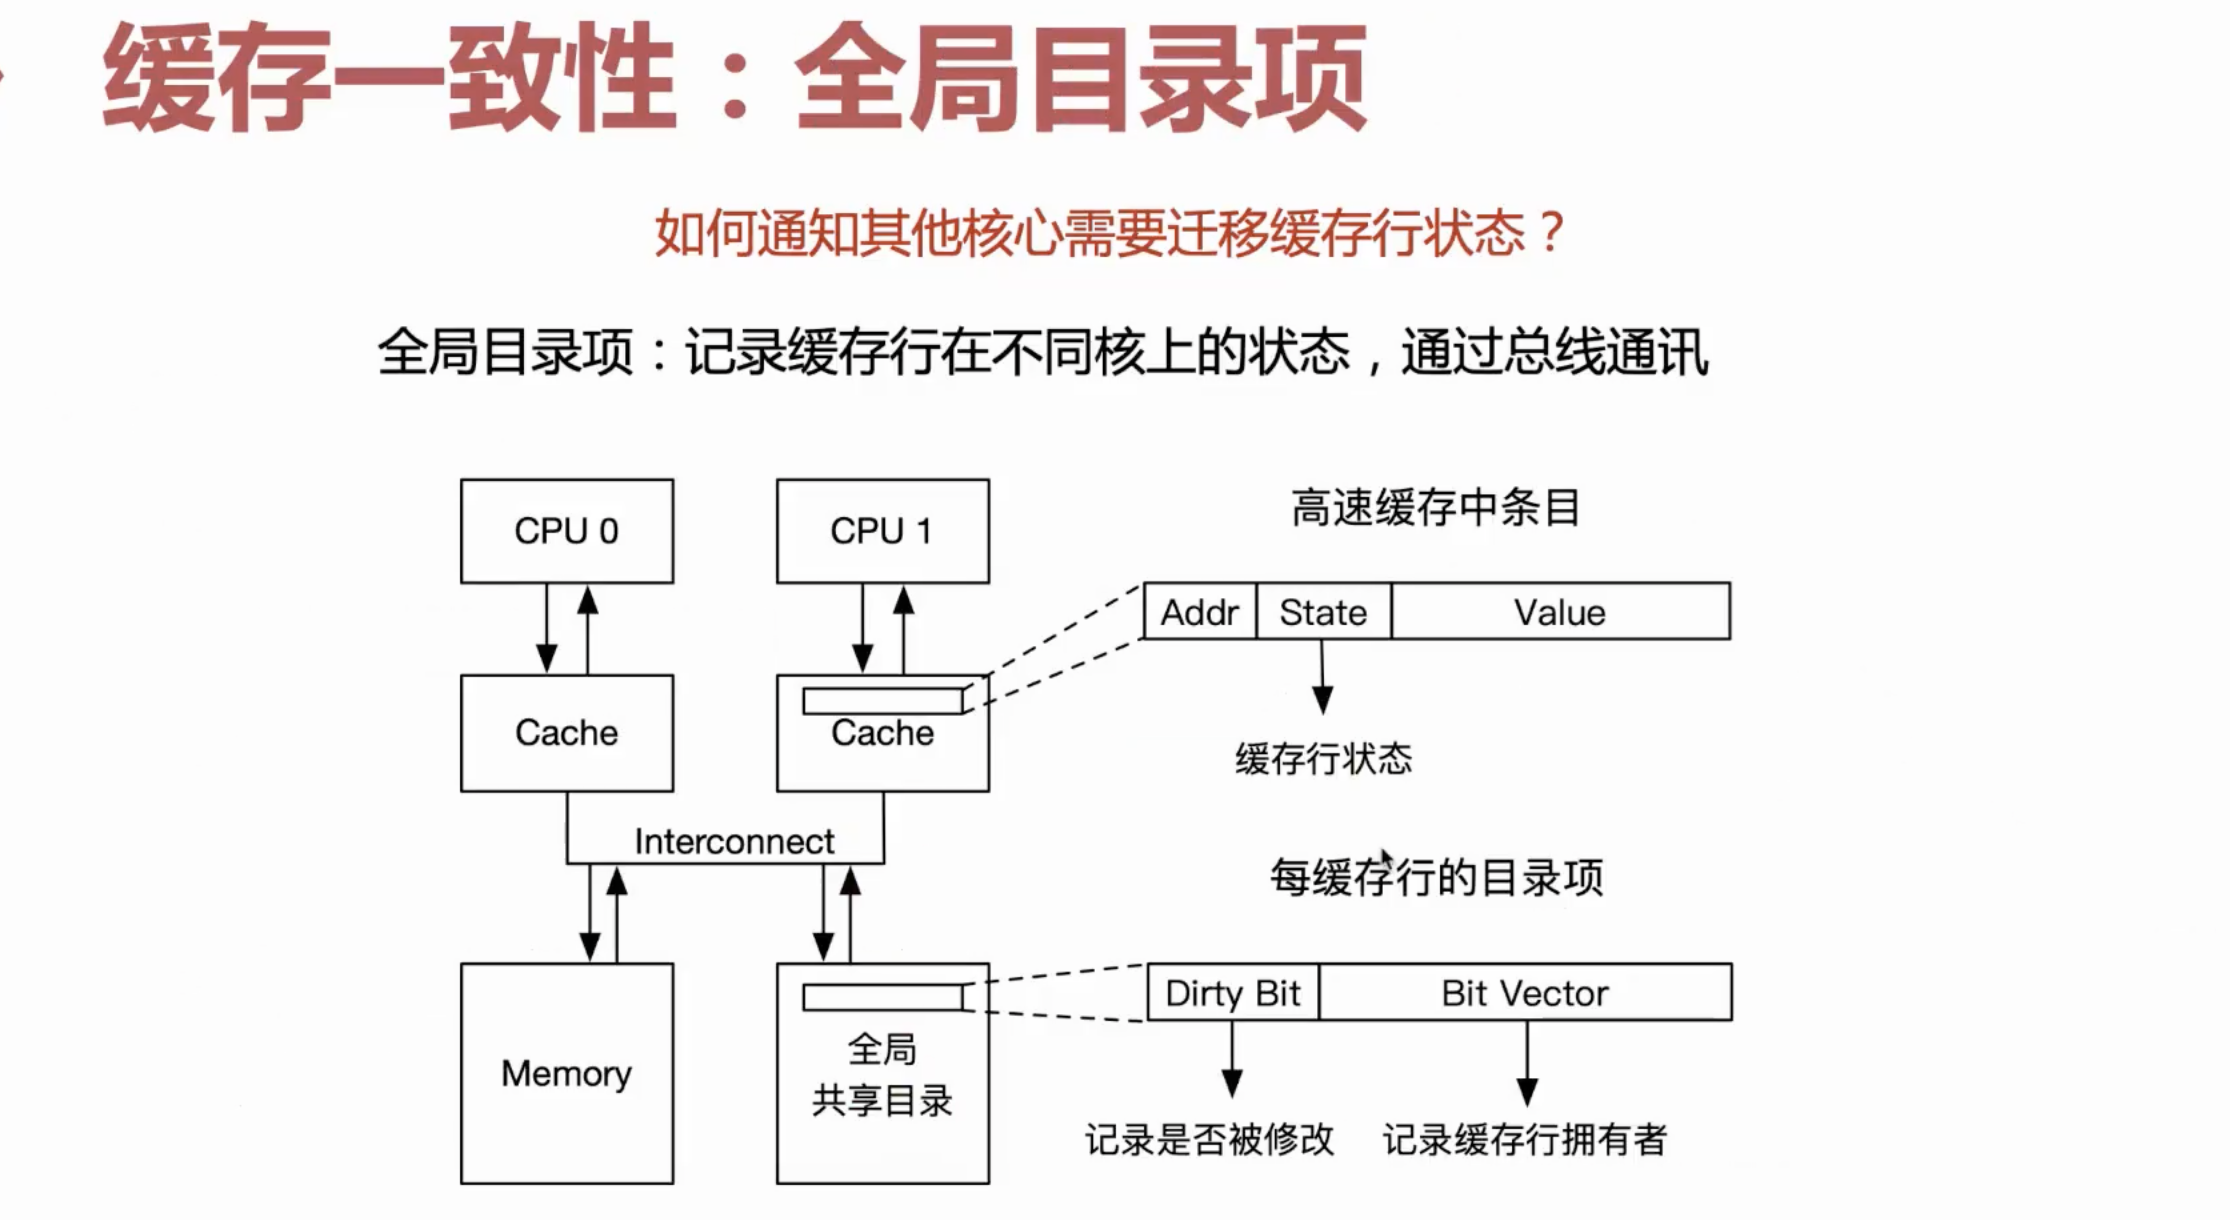 缓存一致性：全局目录项
如何通知其他核心需要迁移缓存行状态？
全局目录项：记录缓存行在不同核上的状态，通过总线通讯
CPU 0
CPU 1
高速缓存中条目
Addr
State
Value
Cache
Cache
缓存行状态
Interconnect
每缓存行的目录项
Memory
全局
共享目录
Dirty Bit
Bit Vector
记录是否被修改
记录缓存行拥有者